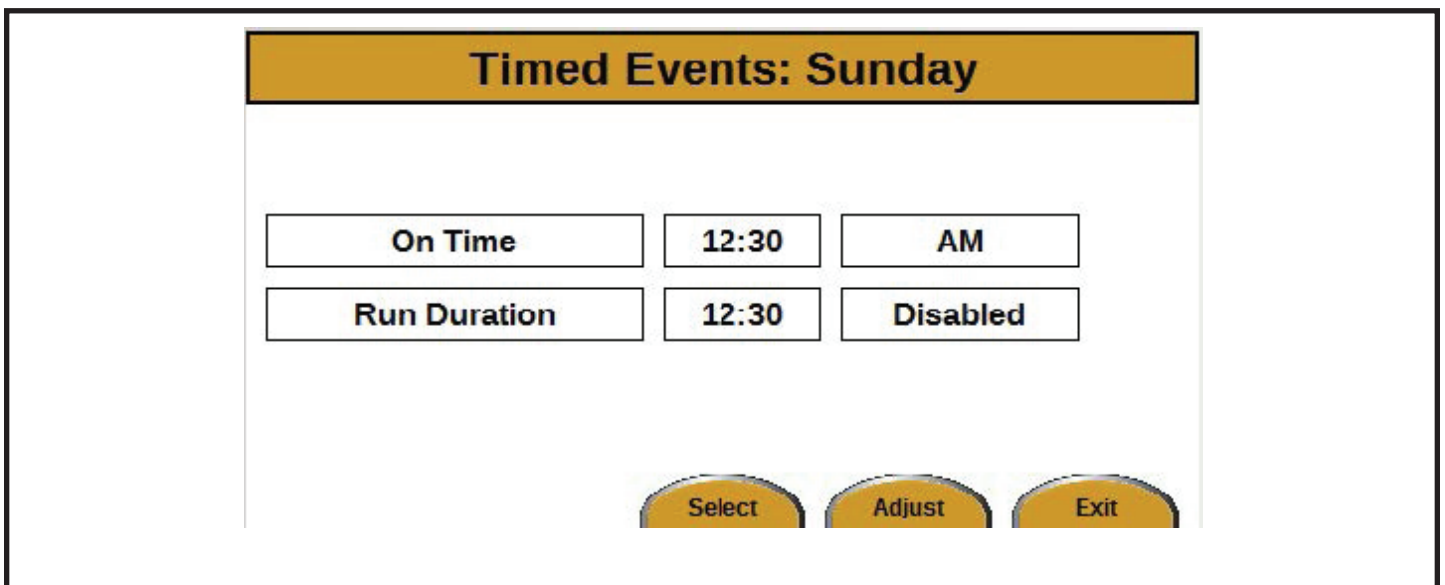 Timed Events: Sunday
On Time 12:30 AM
Run Duration 12:30 Disabled
Select Adjust Exit